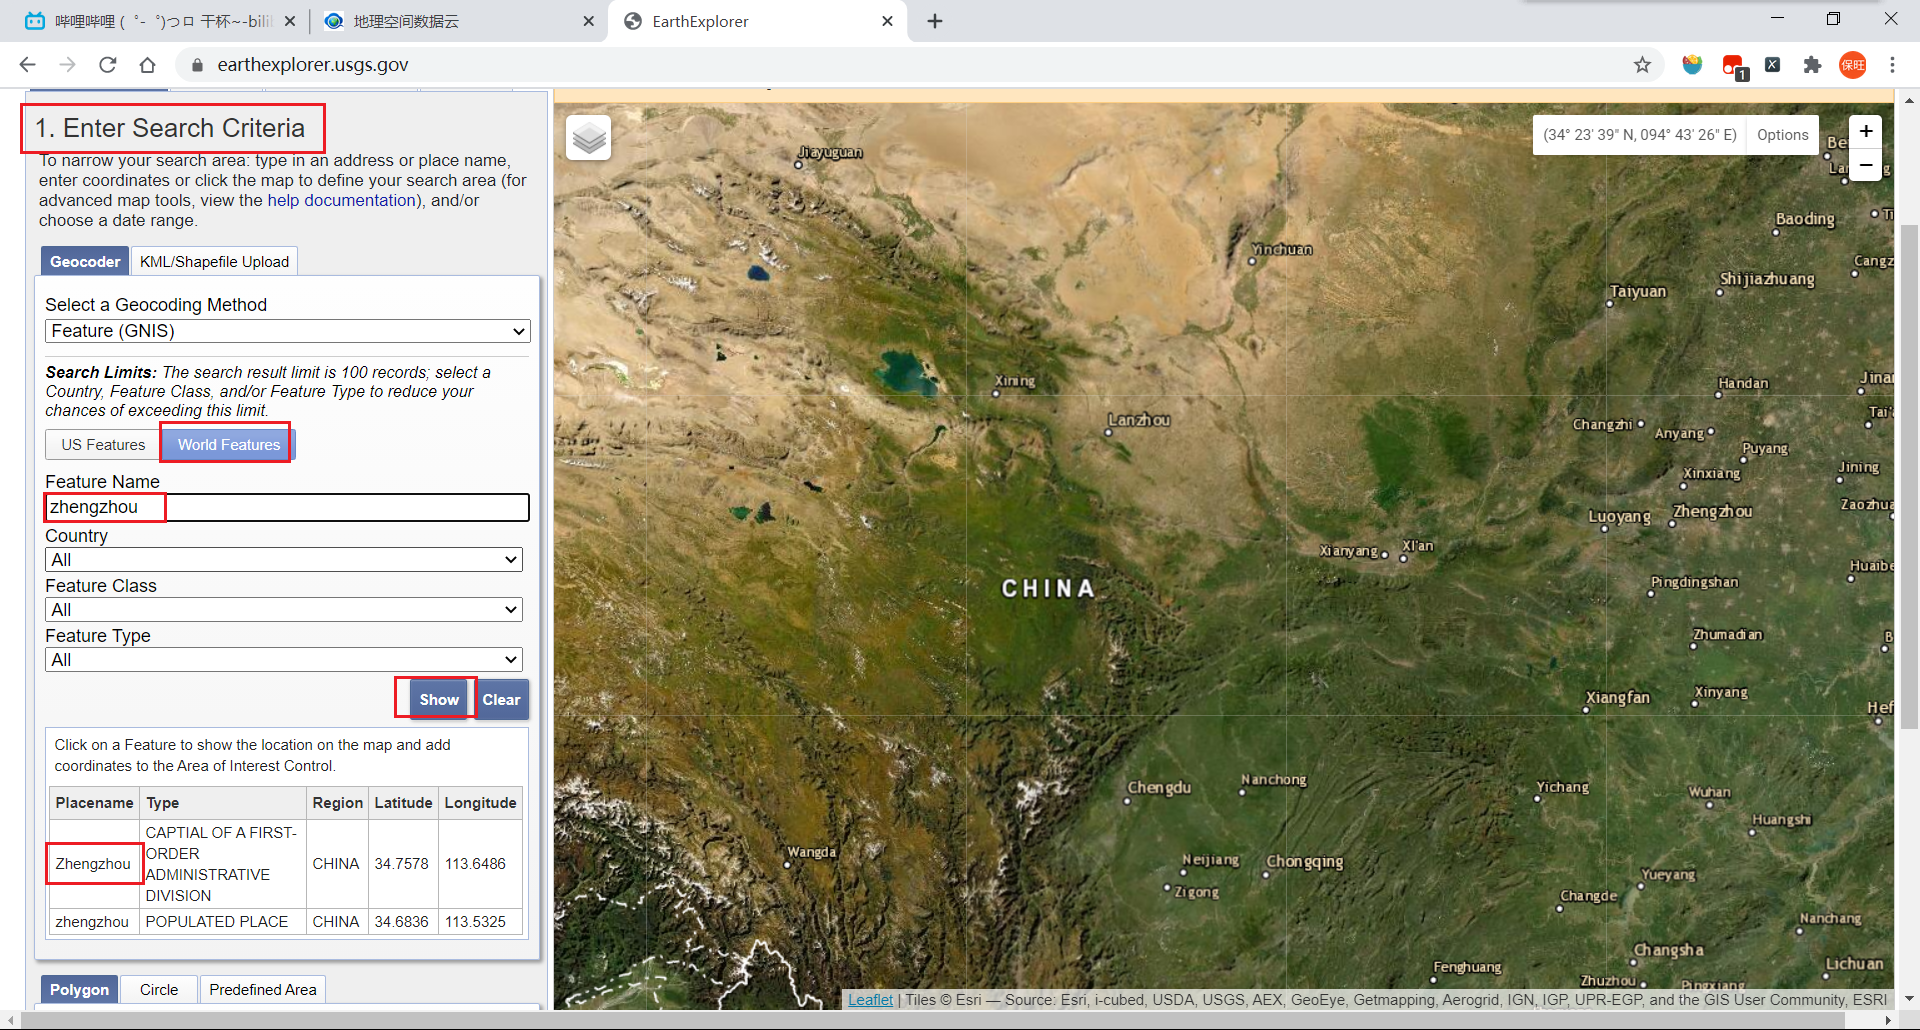 哔哩哔哩 (゜-゜)つロ 干杯~-bili
地理空间数据云
EarthExplorer
earthexplorer.usgs.gov
1
保旺
1. Enter Search Criteria
To narrow your search area: type in an address or place name,
enter coordinates or click the map to define your search area (for
advanced map tools, view the help documentation), and/or
choose a date range.
Geocoder
KML/Shapefile Upload
Select a Geocoding Method
Feature (GNIS)
Search Limits: The search result limit is 100 records; select a
Country, Feature Class, and/or Feature Type to reduce your
chances of exceeding this limit.
US Features
World Features
Feature Name
zhengzhou
Country
All
Feature Class
All
Feature Type
All
Show
Clear
Click on a Feature to show the location on the map and add
coordinates to the Area of Interest Control.
Placename Type Region Latitude Longitude
Zhengzhou CAPTIAL OF A FIRST-
ORDER
ADMINISTRATIVE
DIVISION
CHINA 34.7578 113.6486
zhengzhou POPULATED PLACE CHINA 34.6836 113.5325
Polygon
Circle
Predefined Area
(34° 23' 39" N, 094° 43' 26" E)
Options
+
−
Jiayuguan
Be
La
Baoding
Ti
Yinchuan
Cangz
Shijiazhuang
Taiyuan
Xining
Handan
Jinan
Lanzhou
Tai'
Changzhi
Anyang
Puyang
Xinxiang
Jining
Luoyang
Zhengzhou
Zaozhua
Xianyang
XI'an
Huaibe
CHINA
Pingdingshan
Zhumadian
B
Xiangfan
Xinyang
Hef
Chengdu
Nanchong
Yichang
Wuhan
Huangshi
Wangda
Neijiang
Chongqing
Zigong
Yueyang
Changde
Nanchang
Changsha
Lichuan
Fenghuang
Zhuzhou
Pingxiang
Leaflet | Tiles © Esri — Source: Esri, i-cubed, USDA, USGS, AEX, GeoEye, Getmapping, Aerogrid, IGN, IGP, UPR-EGP, and the GIS User Community, ESRI